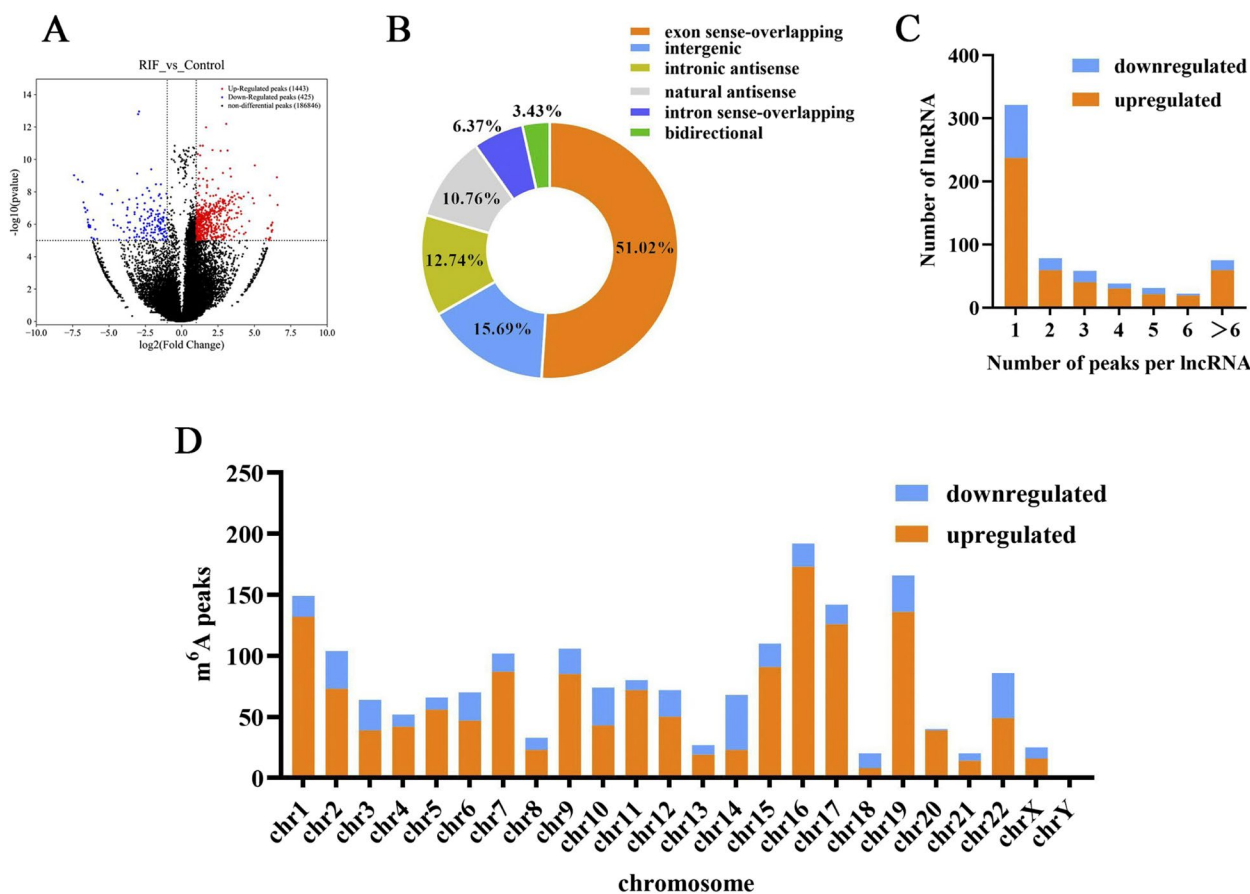 A
RIF_vs_Control
Up-Regulated peaks (1443)
Down-Regulated peaks (425)
non-differential peaks (186846)
14
12
10
8
6
4
2
0
-log10(pvalue)
−10.0 −7.5 −5.0 −2.5 0.0 2.5 5.0 7.5 10.0
log2(Fold Change)
B
exon sense-overlapping
intergenic
intronic antisense
natural antisense
intron sense-overlapping
bidirectional
3.43%
6.37%
10.76%
12.74%
15.69%
51.02%
C
downregulated
upregulated
400
300
200
100
0
Number of lncRNA
1 2 3 4 5 6 >6
Number of peaks per lncRNA
D
downregulated
upregulated
250
200
150
100
50
0
m⁶A peaks
chr1 chr2 chr3 chr4 chr5 chr6 chr7 chr8 chr9 chr10 chr11 chr12 chr13 chr14 chr15 chr16 chr17 chr18 chr19 chr20 chr21 chr22 chrX chrY
chromosome